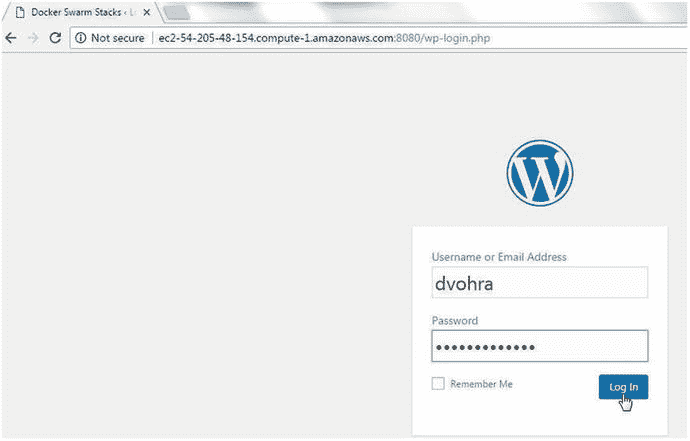 Docker Swarm Stacks ‹ L
Not secure
ec2-54-205-48-154.compute-1.amazonaws.com:8080/wp-login.php
W
Username or Email Address
dvohra
Password
•••••••••••••
Remember Me
Log In